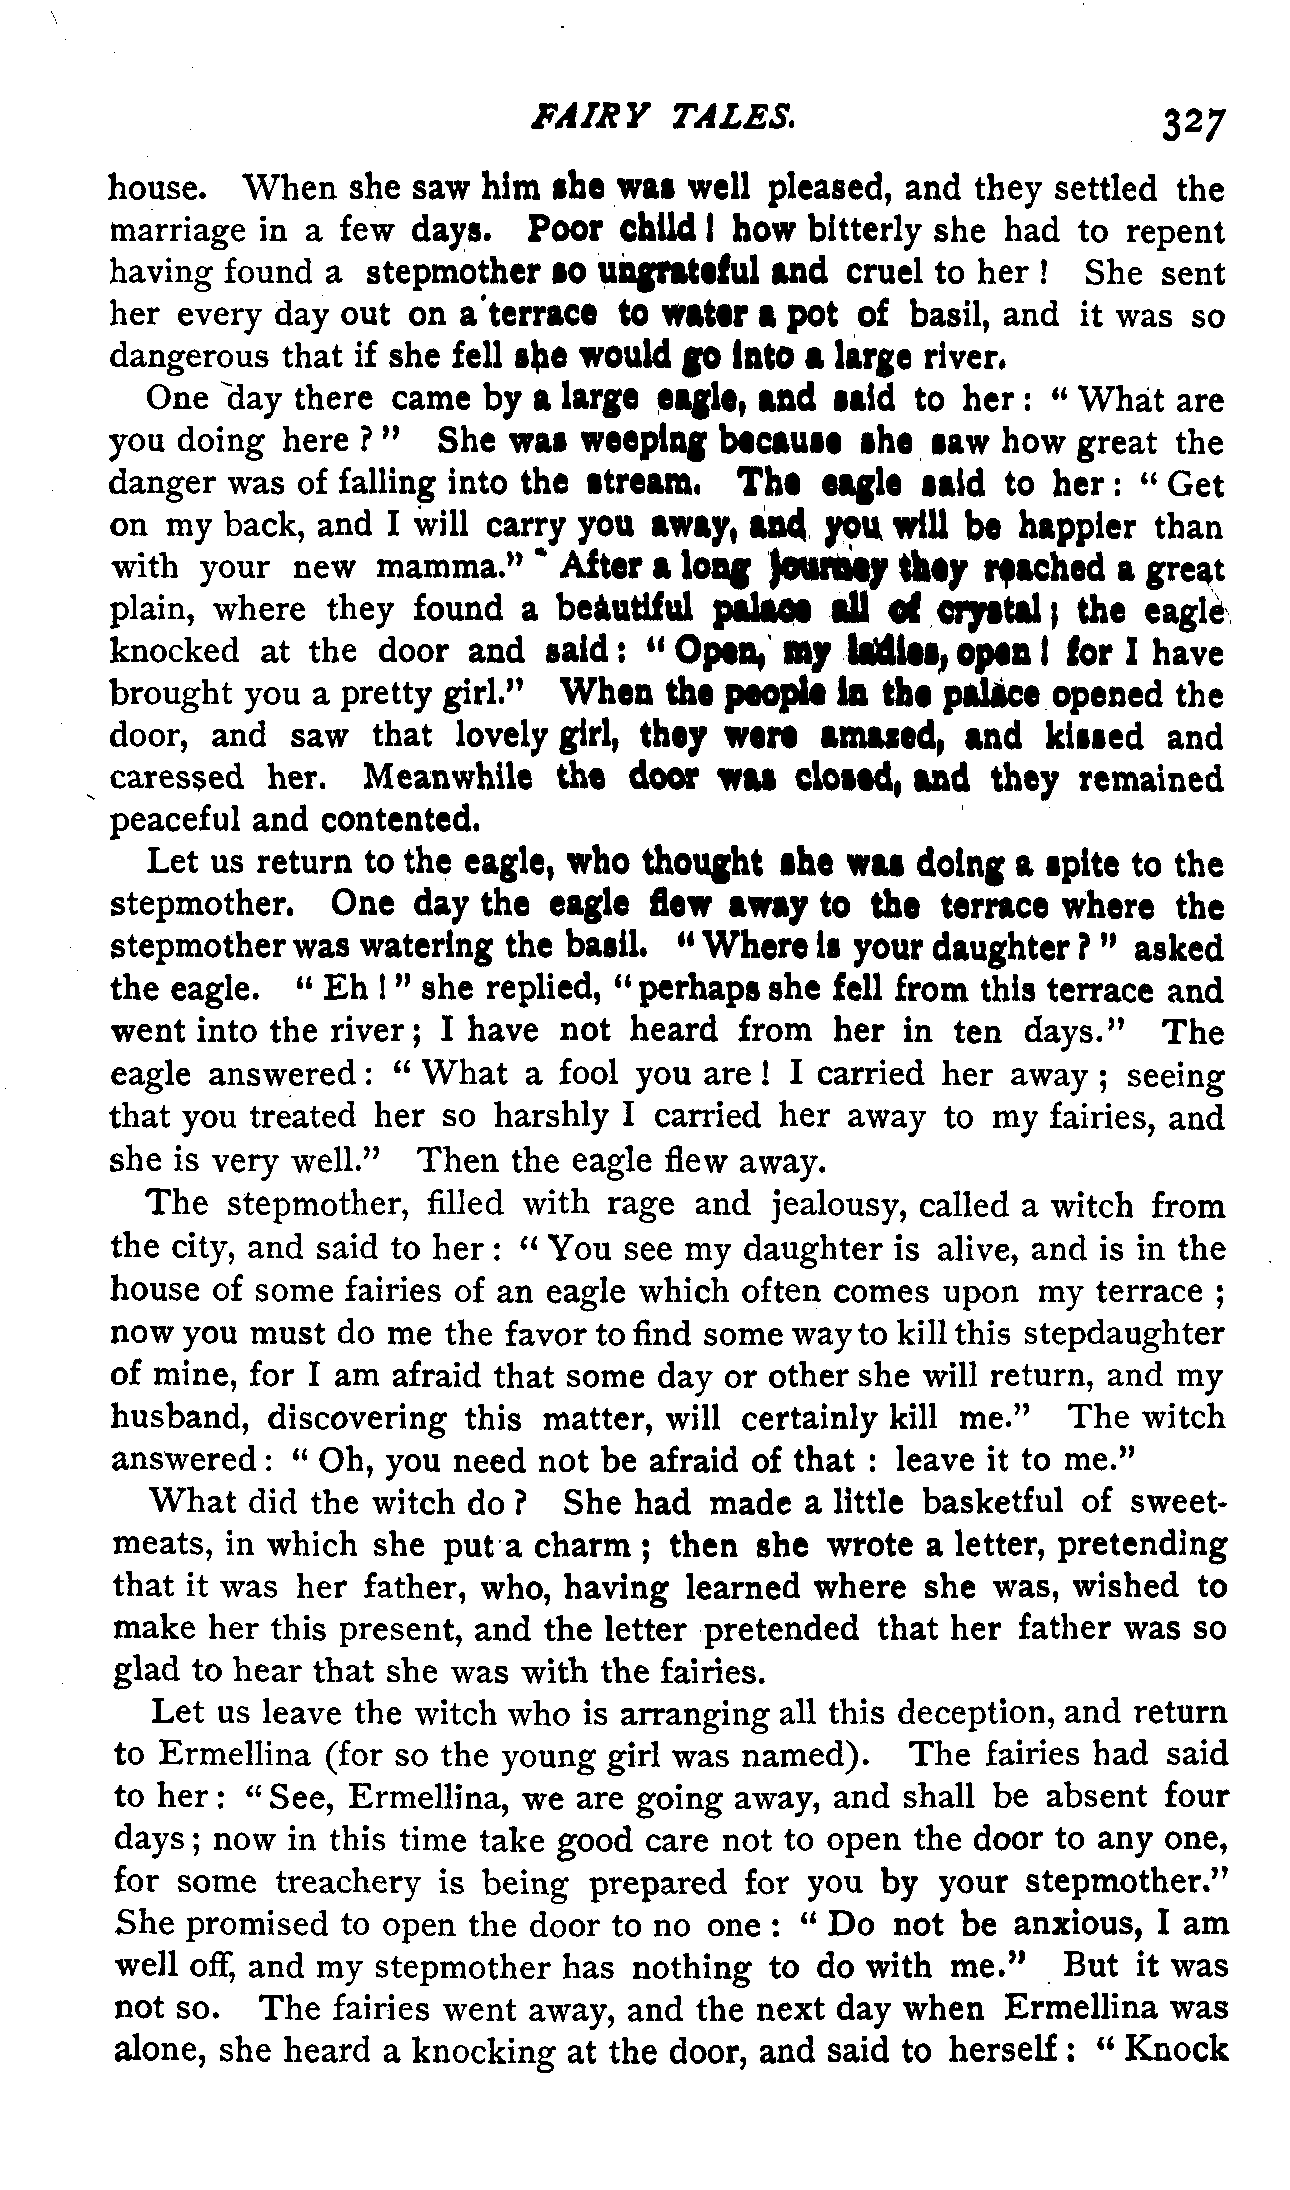 FAIRY TALES. 327
house. When she saw him she was well pleased, and they settled the
marriage in a few days. Poor child! how bitterly she had to repent
having found a stepmother so ungrateful and cruel to her! She sent
her every day out on a terrace to water a pot of basil, and it was so
dangerous that if she fell she would go into a large river.
One day there came by a large eagle, and said to her: "What are
you doing here?" She was weeping because she saw how great the
danger was of falling into the stream. The eagle said to her: "Get
on my back, and I will carry you away, and you will be happier than
with your new mamma." After a long journey they reached a great
plain, where they found a beautiful palace all of crystal; the eagle
knocked at the door and said: "Open, my ladies, open! for I have
brought you a pretty girl." When the people in the palace opened the
door, and saw that lovely girl, they were amazed, and kissed and
caressed her. Meanwhile the door was closed, and they remained
peaceful and contented.
Let us return to the eagle, who thought she was doing a spite to the
stepmother. One day the eagle flew away to the terrace where the
stepmother was watering the basil. "Where is your daughter?" asked
the eagle. "Eh!" she replied, "perhaps she fell from this terrace and
went into the river; I have not heard from her in ten days." The
eagle answered: "What a fool you are! I carried her away; seeing
that you treated her so harshly I carried her away to my fairies, and
she is very well." Then the eagle flew away.
The stepmother, filled with rage and jealousy, called a witch from
the city, and said to her: "You see my daughter is alive, and is in the
house of some fairies of an eagle which often comes upon my terrace;
now you must do me the favor to find some way to kill this stepdaughter
of mine, for I am afraid that some day or other she will return, and my
husband, discovering this matter, will certainly kill me." The witch
answered: "Oh, you need not be afraid of that: leave it to me."
What did the witch do? She had made a little basketful of sweet-
meats, in which she put a charm; then she wrote a letter, pretending
that it was her father, who, having learned where she was, wished to
make her this present, and the letter pretended that her father was so
glad to hear that she was with the fairies.
Let us leave the witch who is arranging all this deception, and return
to Ermellina (for so the young girl was named). The fairies had said
to her: "See, Ermellina, we are going away, and shall be absent four
days; now in this time take good care not to open the door to any one,
for some treachery is being prepared for you by your stepmother."
She promised to open the door to no one: "Do not be anxious, I am
well off, and my stepmother has nothing to do with me." But it was
not so. The fairies went away, and the next day when Ermellina was
alone, she heard a knocking at the door, and said to herself: "Knock